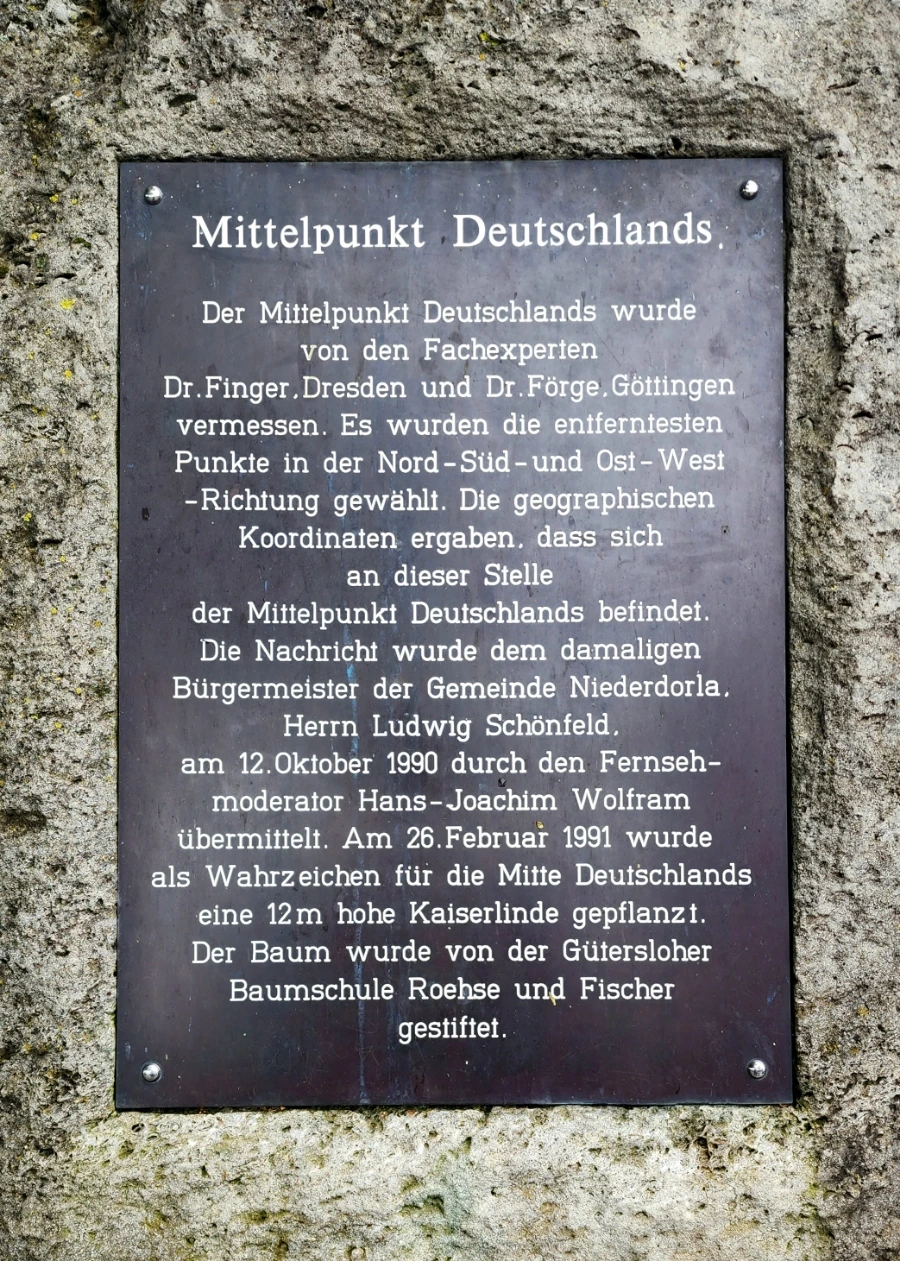 Mittelpunkt Deutschlands.
Der Mittelpunkt Deutschlands wurde
von den Fachexperten
Dr.Finger,Dresden und Dr.Förge,Göttingen
vermessen. Es wurden die entferntesten
Punkte in der Nord-Süd-und Ost-West
-Richtung gewählt. Die geographischen
Koordinaten ergaben, dass sich
an dieser Stelle
der Mittelpunkt Deutschlands befindet.
Die Nachricht wurde dem damaligen
Bürgermeister der Gemeinde Niederdorla,
Herrn Ludwig Schönfeld,
am 12.Oktober 1990 durch den Fernseh-
moderator Hans-Joachim Wolfram
übermittelt. Am 26.Februar 1991 wurde
als Wahrzeichen für die Mitte Deutschlands
eine 12m hohe Kaiserlinde gepflanzt.
Der Baum wurde von der Gütersloher
Baumschule Roehse und Fischer
gestiftet.